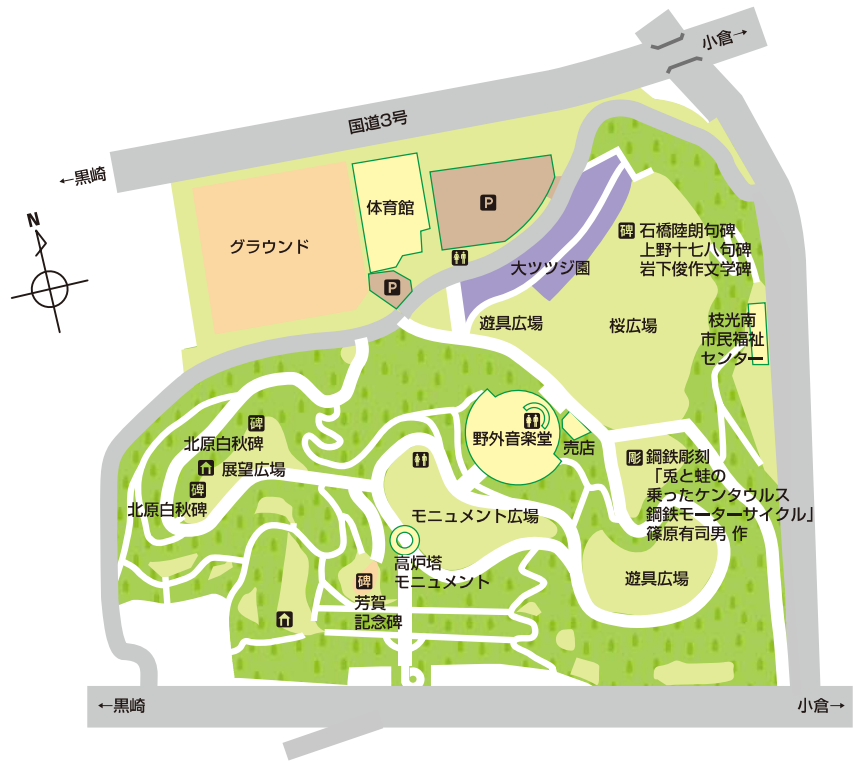 小倉→
国道3号
←黒崎
N
体育館
P
グラウンド
P
大ツツジ園
碑 石橋陸朗句碑
上野十七八句碑
岩下俊作文学碑
遊具広場
桜広場
枝光南
市民福祉
センター
碑
北原白秋碑
展望広場
碑
北原白秋碑
野外音楽堂
売店
彫 鋼鉄彫刻
「兎と蛙の
乗ったケンタウルス
鋼鉄モーターサイクル」
篠原有司男 作
モニュメント広場
高炉塔
モニュメント
遊具広場
碑
芳賀
記念碑
←黒崎
小倉→